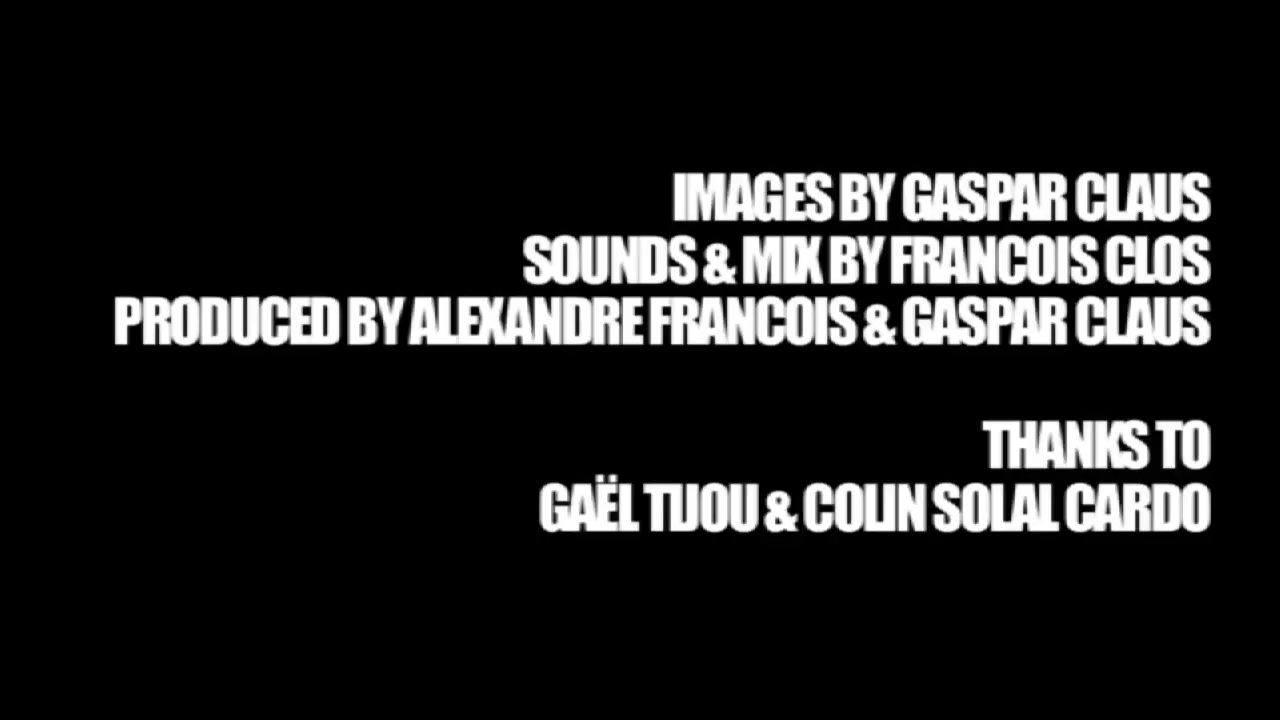 IMAGES BY GASPAR CLAUS
SOUNDS & MIX BY FRANCOIS CLOS
PRODUCED BY ALEXANDRE FRANCOIS & GASPAR CLAUS
THANKS TO
GAËL TIJOU & COLIN SOLAL CARDO